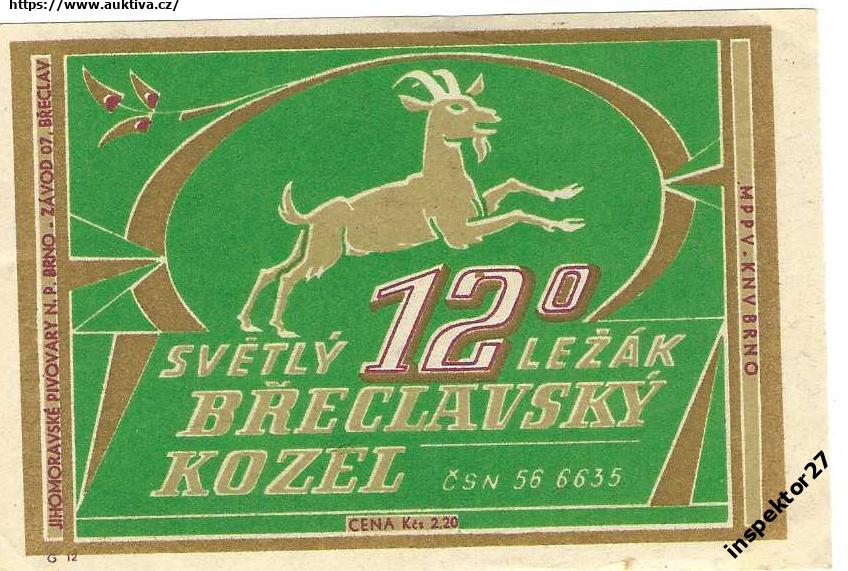 https://www.auktiva.cz/
JIHOMORAVSKÉ PIVOVARY N. P. BRNO - ZÁVOD 07, BŘECLAV
MPPV - KNV BRNO
SVĚTLÝ 12° LEŽÁK
BŘECLAVSKÝ
KOZEL
ČSN 56 6635
CENA Kčs 2.20
G 12
inspektor27